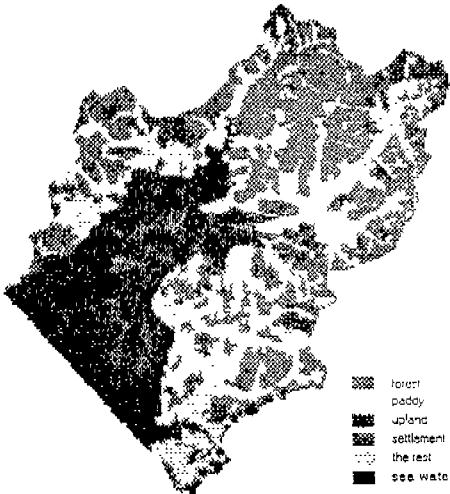 forest
paddy
upland
settlement
the rest
sea wate